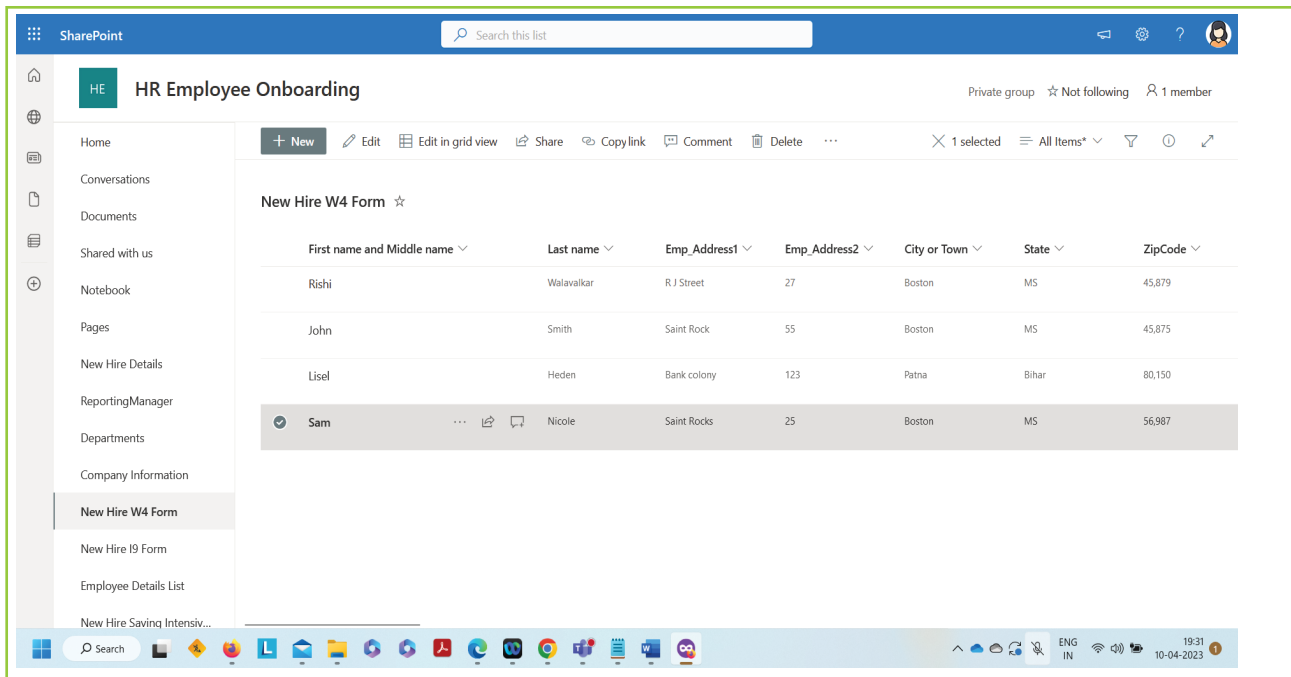 SharePoint
Search this list
?
HE
HR Employee Onboarding
Private group
Not following
1 member
Home
Conversations
Documents
Shared with us
Notebook
Pages
New Hire Details
ReportingManager
Departments
Company Information
New Hire W4 Form
New Hire I9 Form
Employee Details List
New Hire Saving Intensiv...
+ New
Edit
Edit in grid view
Share
Copy link
Comment
Delete
...
1 selected
All Items*
New Hire W4 Form
First name and Middle name Last name Emp_Address1 Emp_Address2 City or Town State ZipCode
Rishi Walavalkar R J Street 27 Boston MS 45,879
John Smith Saint Rock 55 Boston MS 45,875
Lisel Heden Bank colony 123 Patna Bihar 80,150
Sam ... Nicole Saint Rocks 25 Boston MS 56,987
Search
L
W
ENG
IN
19:31
10-04-2023
1